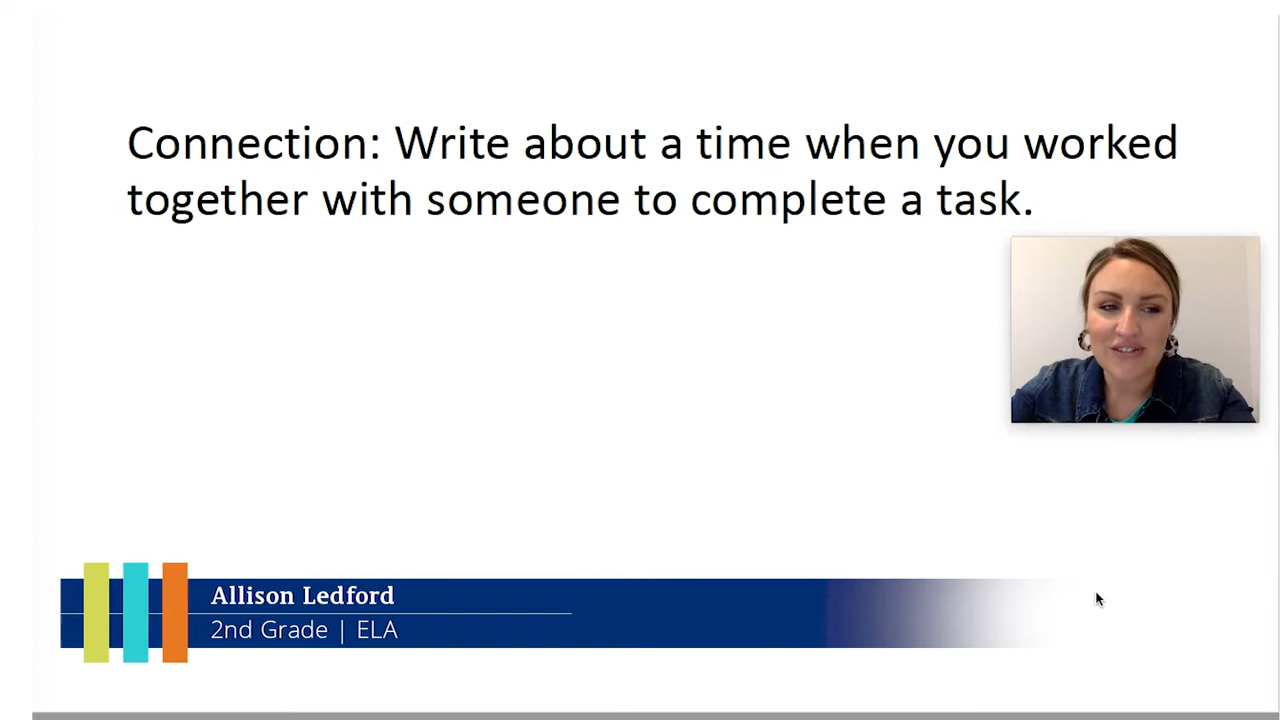 Connection: Write about a time when you worked
together with someone to complete a task.
Allison Ledford
2nd Grade | ELA